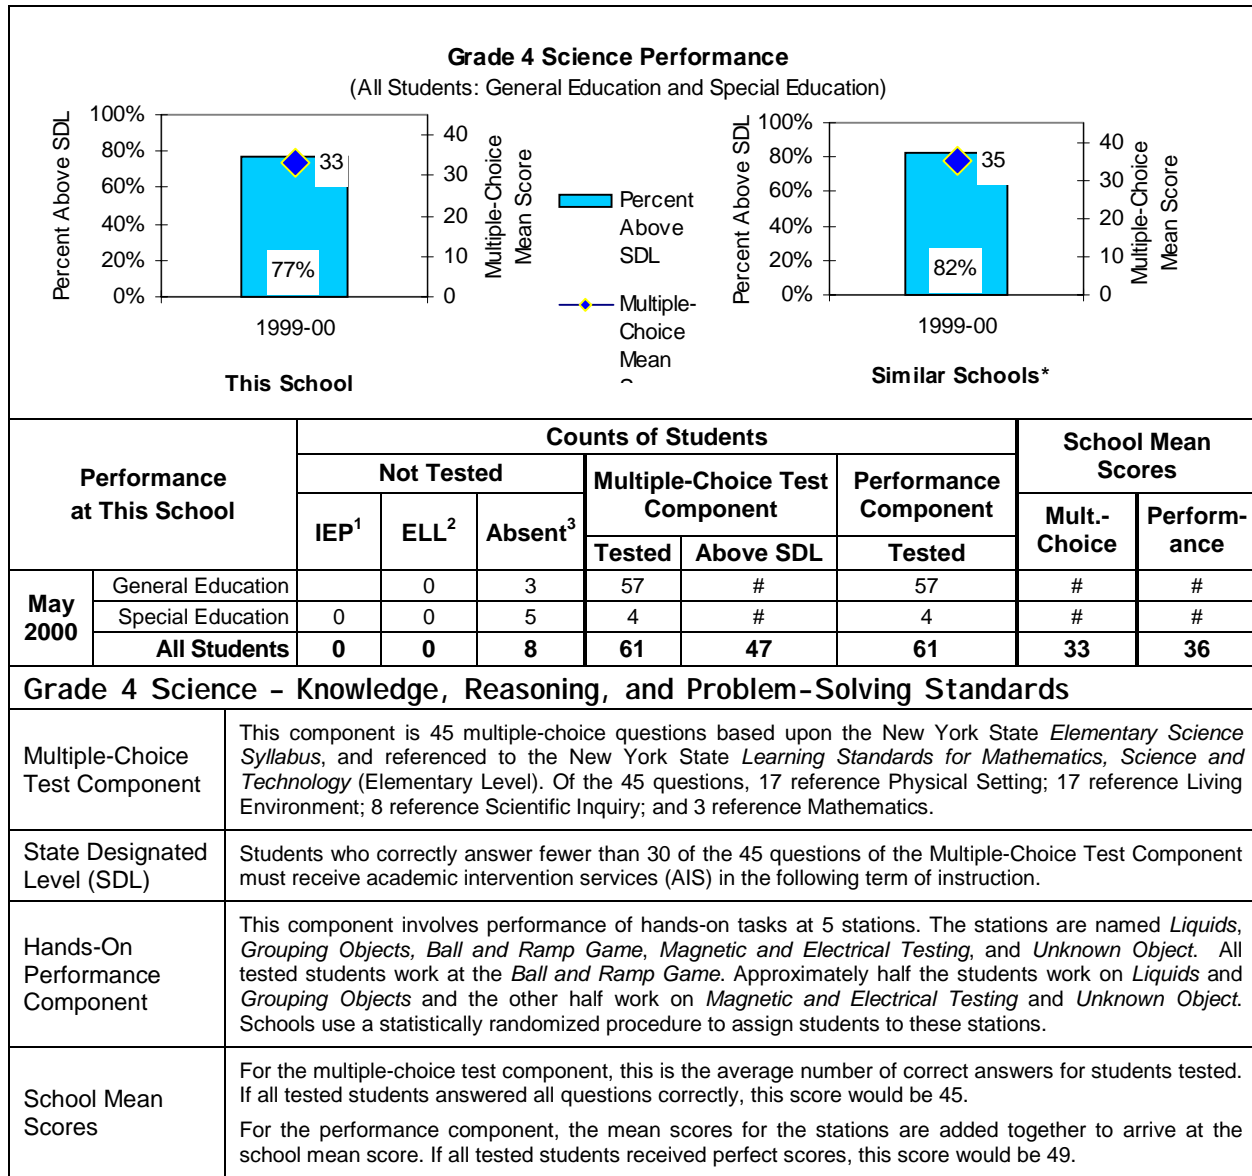 Grade 4 Science Performance
(All Students: General Education and Special Education)
Percent Above SDL
100%
80%
60%
40%
20%
0%
33
77%
40
30
20
10
0
Multiple-Choice
Mean Score
1999-00
This School
Percent
Above
SDL
Multiple-
Choice
Mean
Percent Above SDL
100%
80%
60%
40%
20%
0%
35
82%
40
30
20
10
0
Multiple-Choice
Mean Score
1999-00
Similar Schools*
Performance
at This School
Counts of Students
School Mean
Scores
Not Tested
Multiple-Choice Test
Component
Performance
Component
IEP1 ELL2 Absent3
Tested Above SDL Tested
Mult.-
Choice
Perform-
ance
May
2000
General Education 0 3 57 # 57 # #
Special Education 0 0 5 4 # 4 # #
All Students 0 0 8 61 47 61 33 36
Grade 4 Science – Knowledge, Reasoning, and Problem-Solving Standards
Multiple-Choice
Test Component
This component is 45 multiple-choice questions based upon the New York State Elementary Science
Syllabus, and referenced to the New York State Learning Standards for Mathematics, Science and
Technology (Elementary Level). Of the 45 questions, 17 reference Physical Setting; 17 reference Living
Environment; 8 reference Scientific Inquiry; and 3 reference Mathematics.
State Designated
Level (SDL)
Students who correctly answer fewer than 30 of the 45 questions of the Multiple-Choice Test Component
must receive academic intervention services (AIS) in the following term of instruction.
Hands-On
Performance
Component
This component involves performance of hands-on tasks at 5 stations. The stations are named Liquids,
Grouping Objects, Ball and Ramp Game, Magnetic and Electrical Testing, and Unknown Object. All
tested students work at the Ball and Ramp Game. Approximately half the students work on Liquids and
Grouping Objects and the other half work on Magnetic and Electrical Testing and Unknown Object.
Schools use a statistically randomized procedure to assign students to these stations.
School Mean
Scores
For the multiple-choice test component, this is the average number of correct answers for students tested.
If all tested students answered all questions correctly, this score would be 45.
For the performance component, the mean scores for the stations are added together to arrive at the
school mean score. If all tested students received perfect scores, this score would be 49.